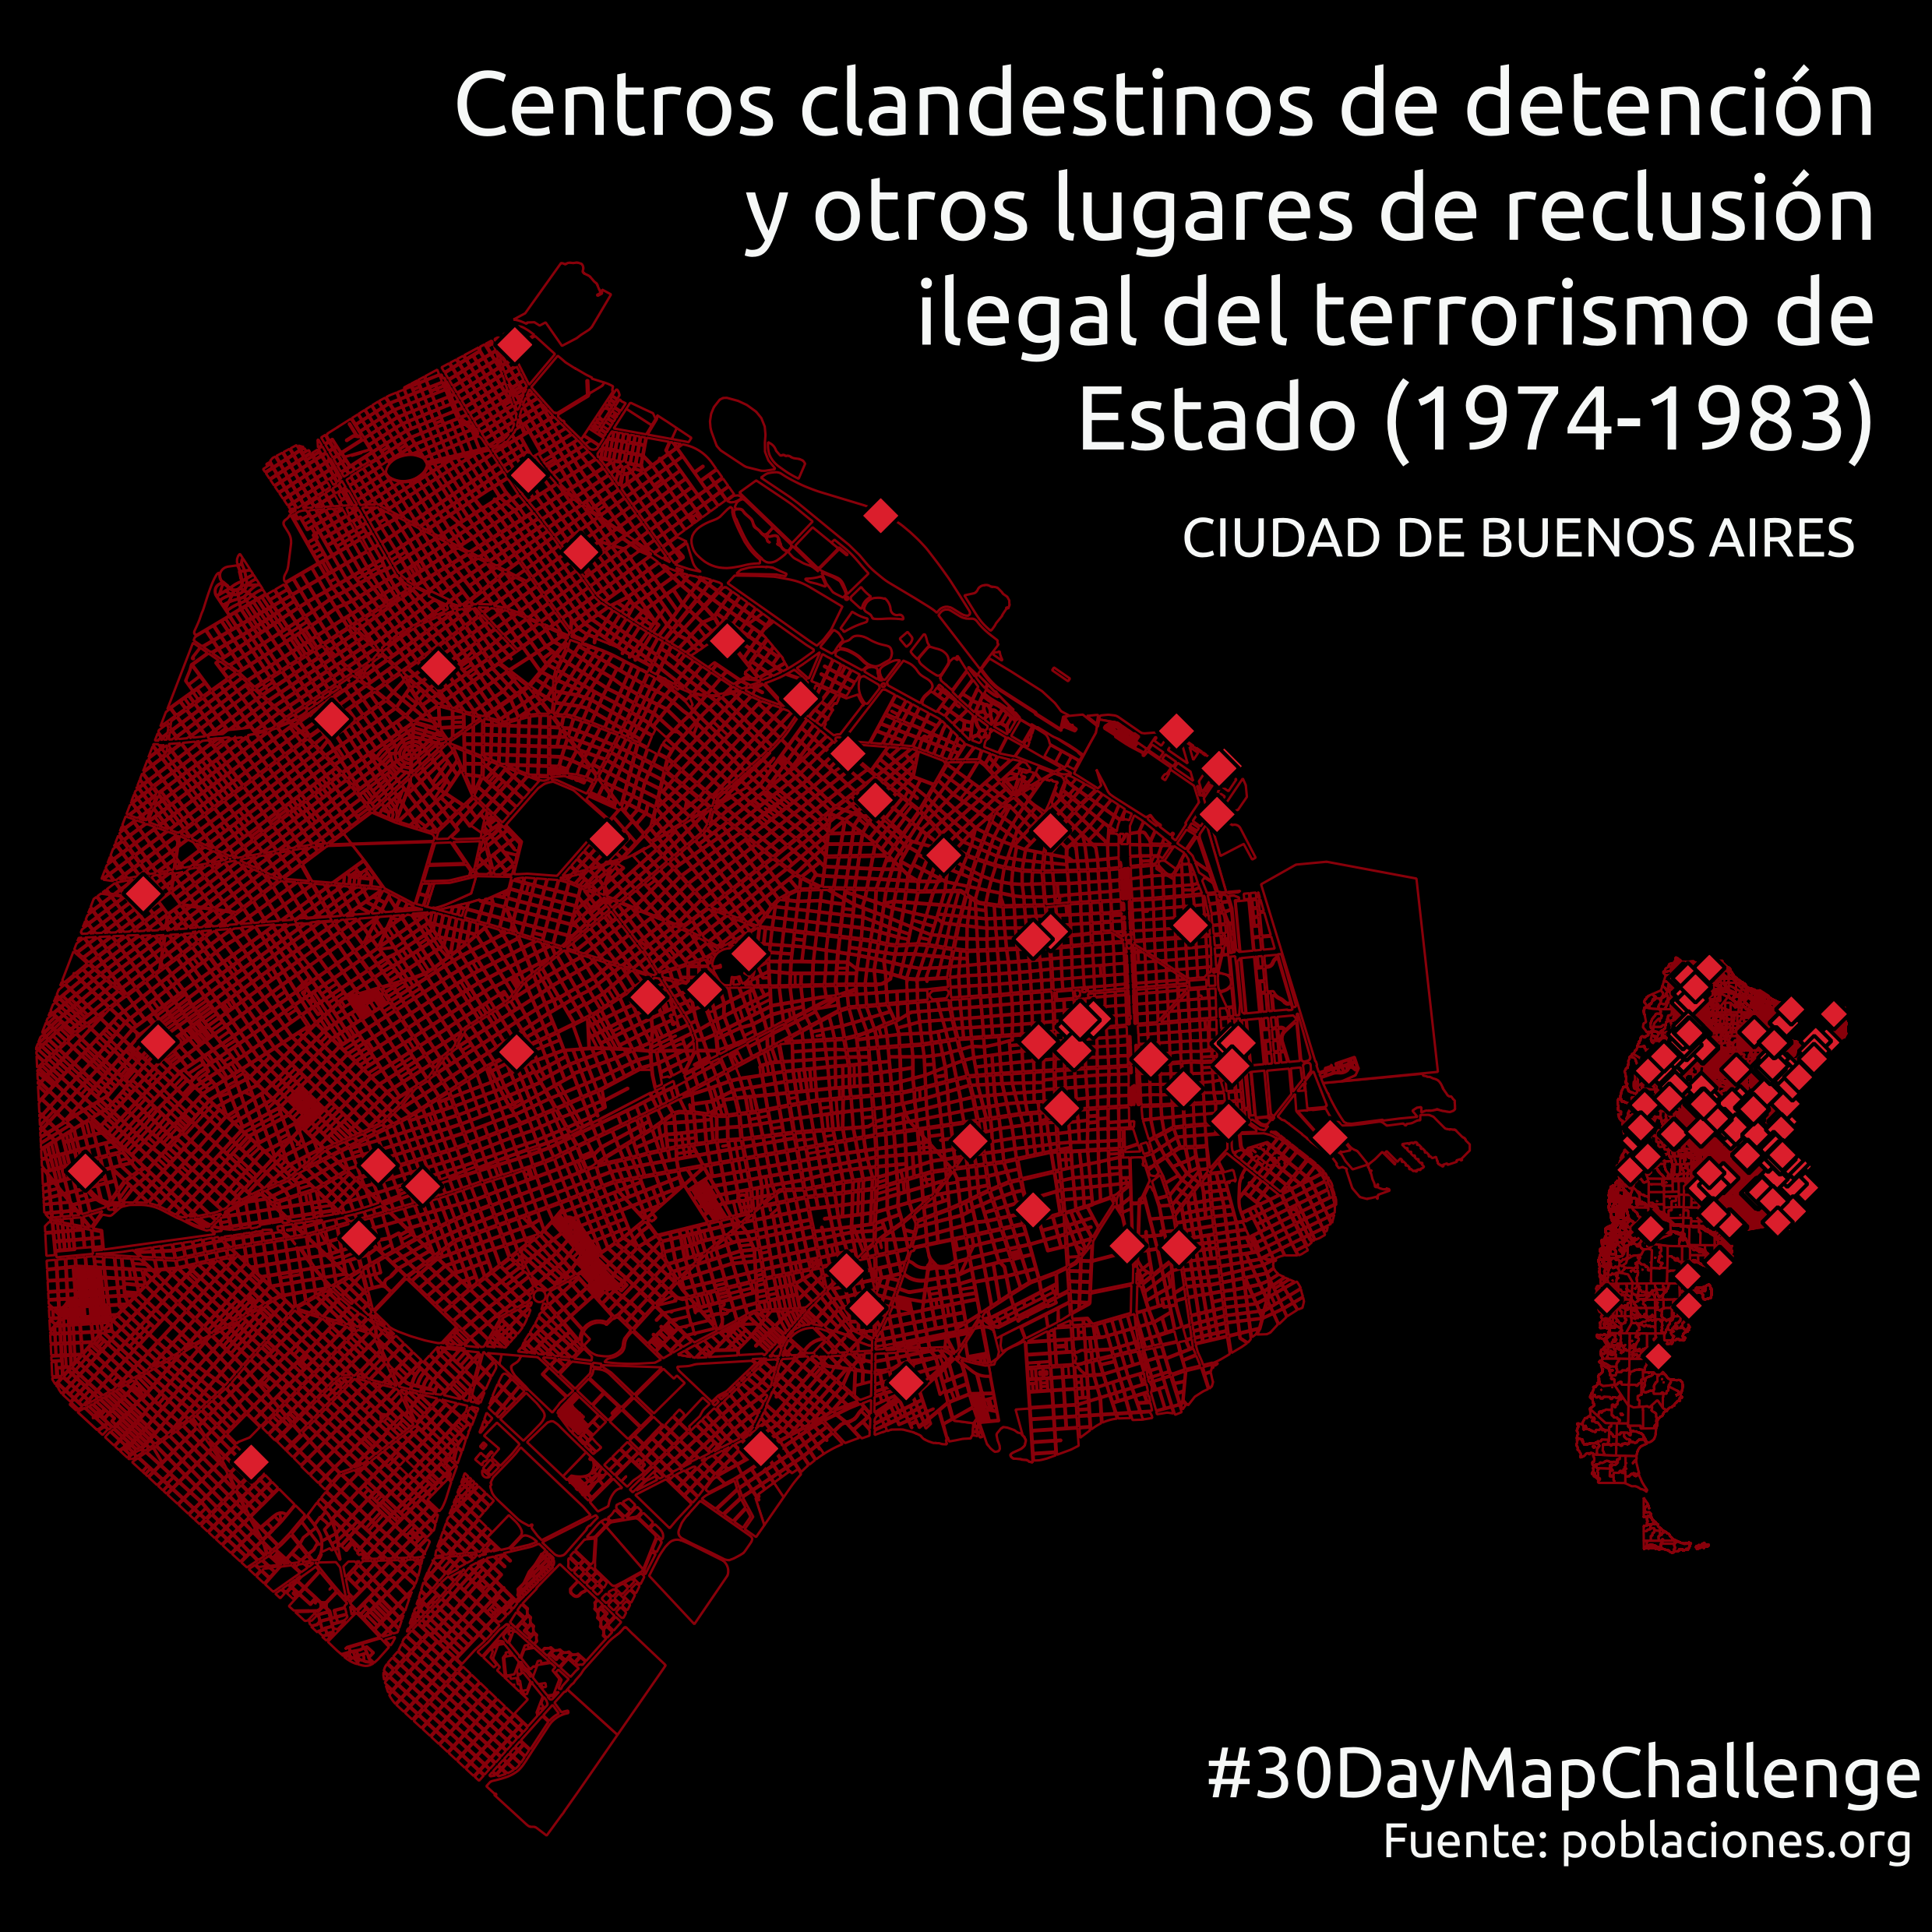 Centros clandestinos de detención
y otros lugares de reclusión
ilegal del terrorismo de
Estado (1974-1983)
CIUDAD DE BUENOS AIRES
#30DayMapChallenge
Fuente: poblaciones.org